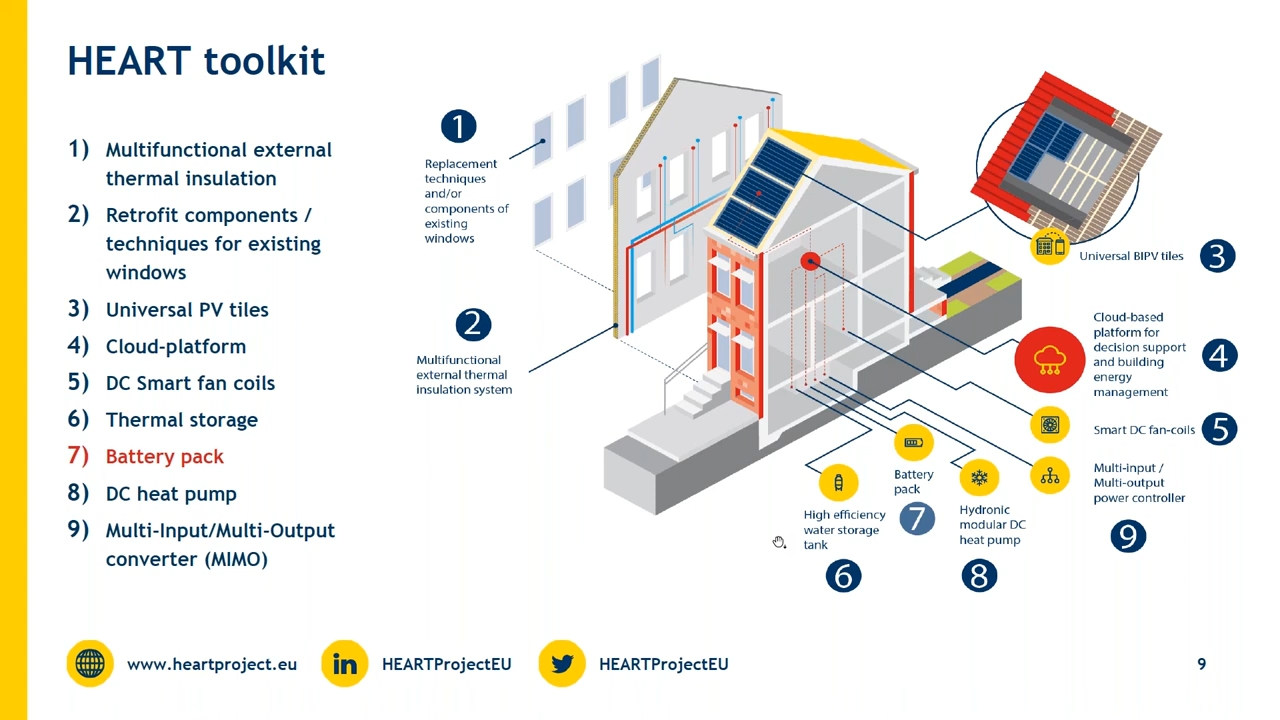 HEART toolkit
1) Multifunctional external
thermal insulation
2) Retrofit components /
techniques for existing
windows
3) Universal PV tiles
4) Cloud-platform
5) DC Smart fan coils
6) Thermal storage
7) Battery pack
8) DC heat pump
9) Multi-Input/Multi-Output
converter (MIMO)
1
Replacement
techniques
and/or
components of
existing
windows
2
Multifunctional
external thermal
insulation system
Universal BIPV tiles
3
Cloud-based
platform for
decision support
and building
energy
management
4
Smart DC fan-coils
5
Multi-input /
Multi-output
power controller
9
Battery
pack
7
High efficiency
water storage
tank
6
Hydronic
modular DC
heat pump
8
www.heartproject.eu
in HEARTProjectEU
HEARTProjectEU
9